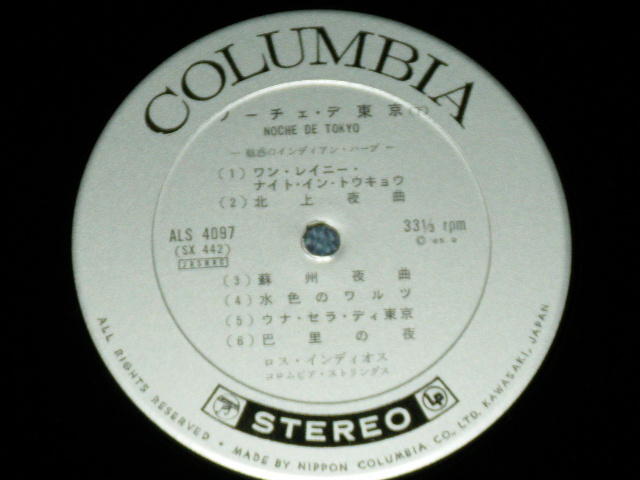 COLUMBIA
ノーチェ・デ東京
NOCHE DE TOKYO
― 魅惑のインディアン・ハープ ―
(1) ワン・レイニー・
ナイト・イン・トウキョウ
(2) 北上夜曲
ALS 4097
(SX 442)
JASRAC
33 1/3 rpm
(3) 蘇州夜曲
(4) 水色のワルツ
(5) ウナ・セラ・ディ東京
(6) 巴里の夜
ロス・インディオス
コロムビア・ストリングス
STEREO
LP
ALL RIGHTS RESERVED • MADE BY NIPPON COLUMBIA CO., LTD. KAWASAKI, JAPAN